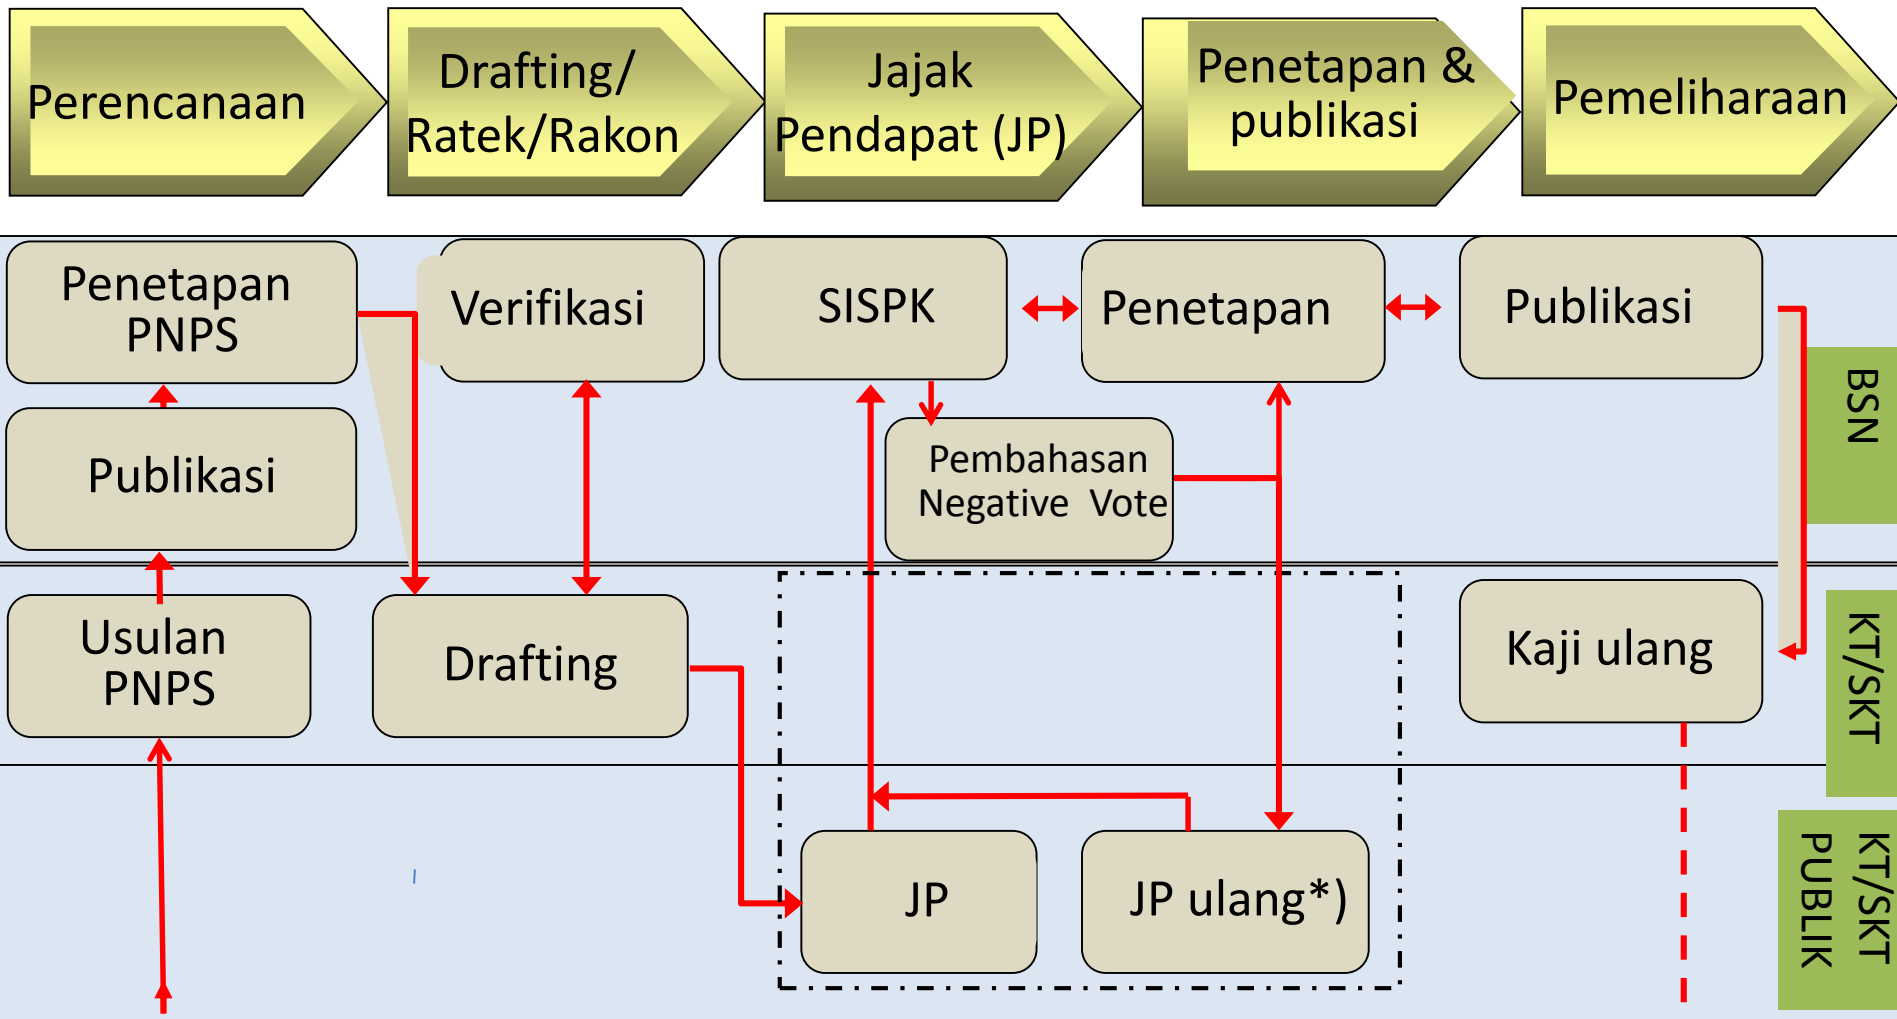 Perencanaan
Drafting/
Ratek/Rakon
Jajak
Pendapat (JP)
Penetapan &
publikasi
Pemeliharaan
Penetapan
PNPS
Verifikasi
SISPK
Penetapan
Publikasi
BSN
Publikasi
Pembahasan
Negative Vote
Usulan
PNPS
Drafting
Kaji ulang
KT/SKT
JP
JP ulang*)
KT/SKT
PUBLIK